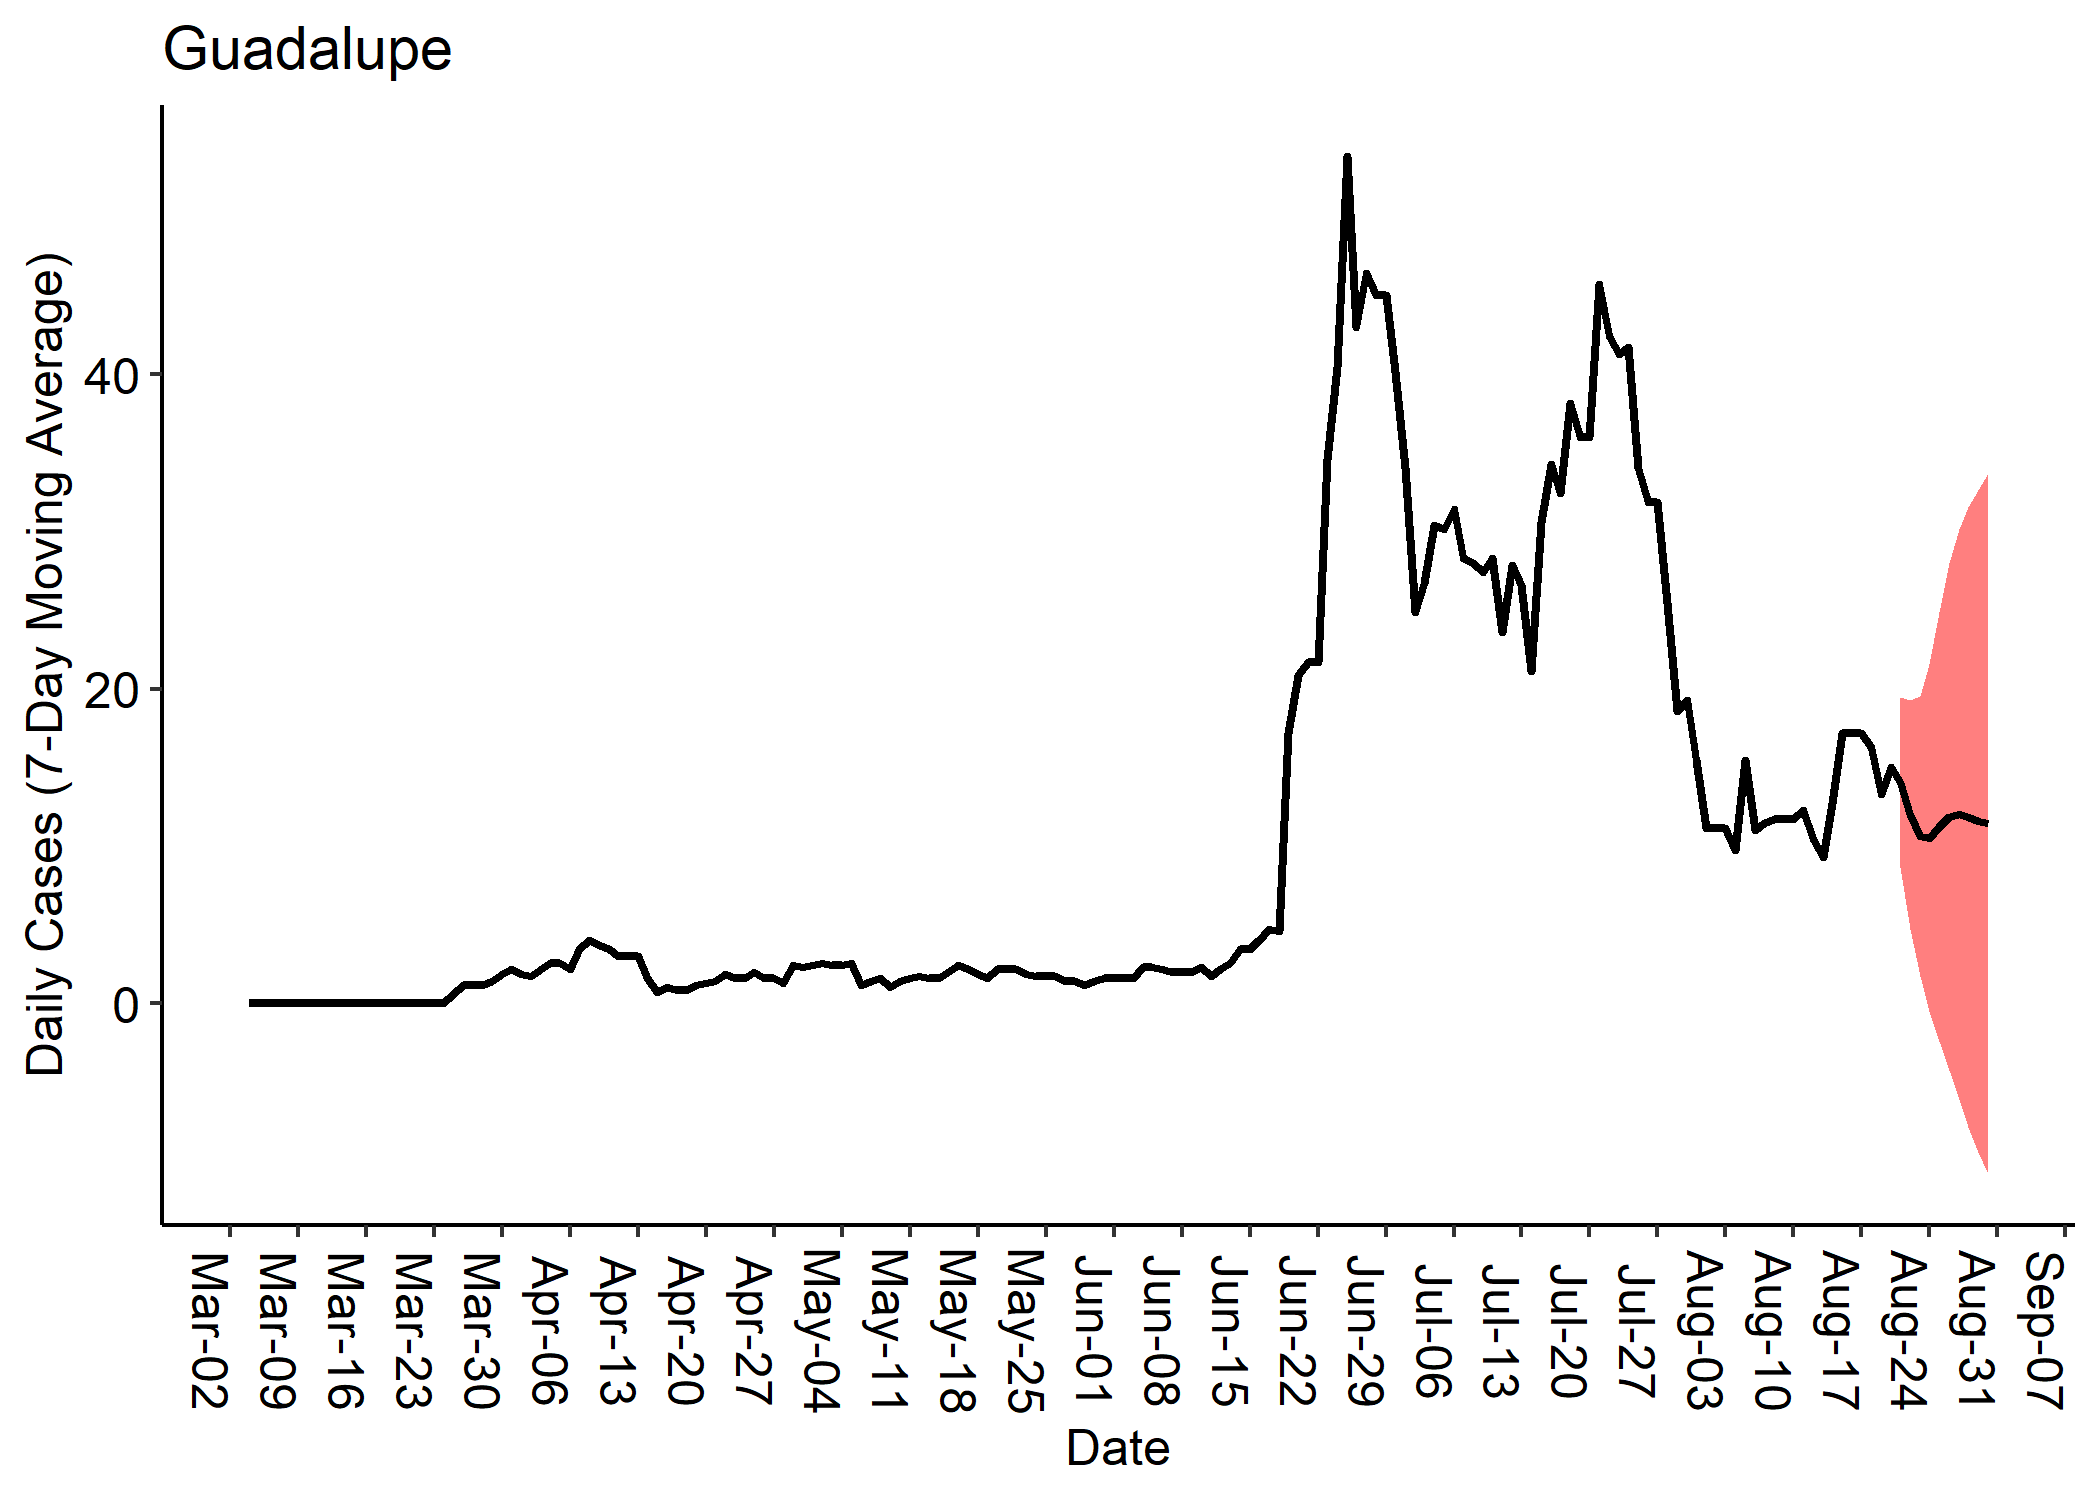 Guadalupe
Daily Cases (7-Day Moving Average)
40
20
0
Mar-02
Mar-09
Mar-16
Mar-23
Mar-30
Apr-06
Apr-13
Apr-20
Apr-27
May-04
May-11
May-18
May-25
Jun-01
Jun-08
Jun-15
Jun-22
Jun-29
Jul-06
Jul-13
Jul-20
Jul-27
Aug-03
Aug-10
Aug-17
Aug-24
Aug-31
Sep-07
Date